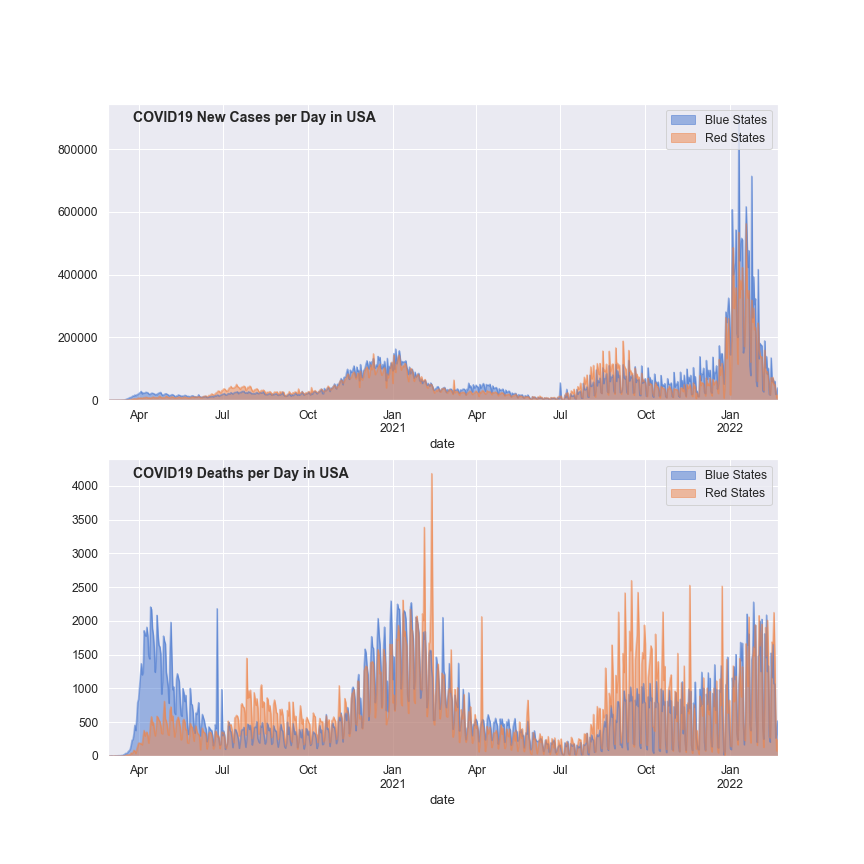 COVID19 New Cases per Day in USA
Blue States
Red States
800000
600000
400000
200000
0
Apr Jul Oct Jan Apr Jul Oct Jan
2021 2022
date
COVID19 Deaths per Day in USA
Blue States
Red States
4000
3500
3000
2500
2000
1500
1000
500
0
Apr Jul Oct Jan Apr Jul Oct Jan
2021 2022
date